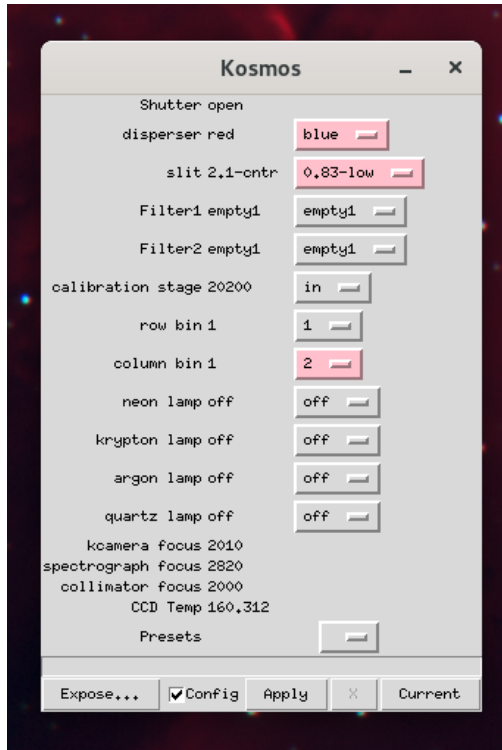 Kosmos
Shutter open
disperser red blue
slit 2.1-cntr 0.83-low
Filter1 empty1 empty1
Filter2 empty1 empty1
calibration stage 20200 in
row bin 1 1
column bin 1 2
neon lamp off off
krypton lamp off off
argon lamp off off
quartz lamp off off
kcamera focus 2010
spectrograph focus 2820
collimator focus 2000
CCD Temp 160.312
Presets
Expose... Config Apply X Current